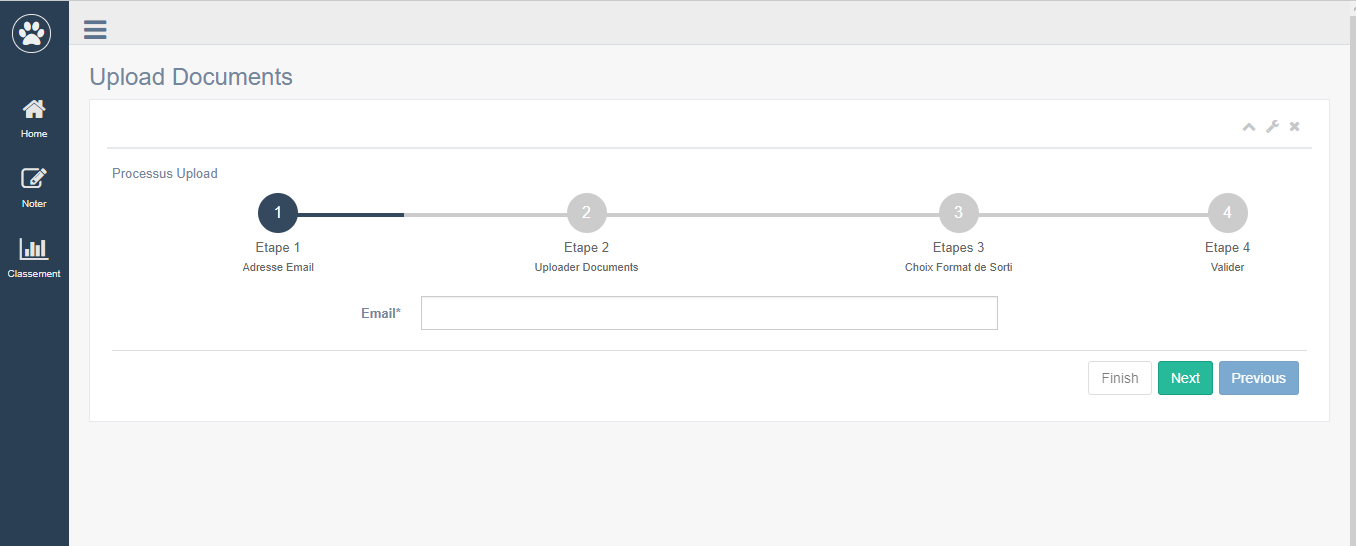 Upload Documents
Home
Noter
Classement
Processus Upload
1 2 3 4
Etape 1 Etape 2 Etapes 3 Etape 4
Adresse Email Uploader Documents Choix Format de Sorti Valider
Email*
Finish Next Previous